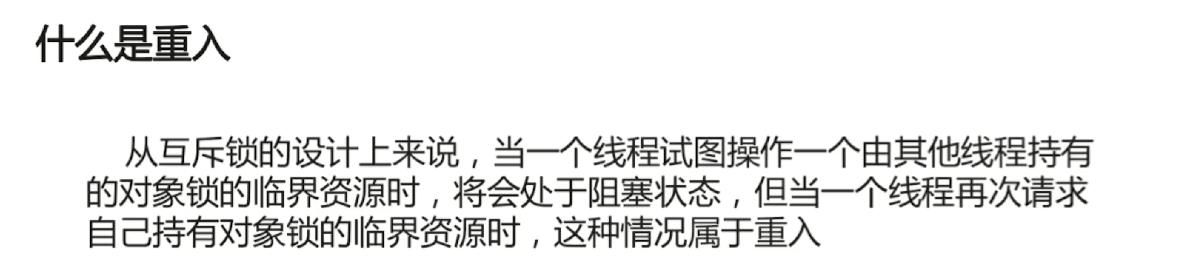 什么是重入
从互斥锁的设计上来说，当一个线程试图操作一个由其他线程持有
的对象锁的临界资源时，将会处于阻塞状态，但当一个线程再次请求
自己持有对象锁的临界资源时，这种情况属于重入